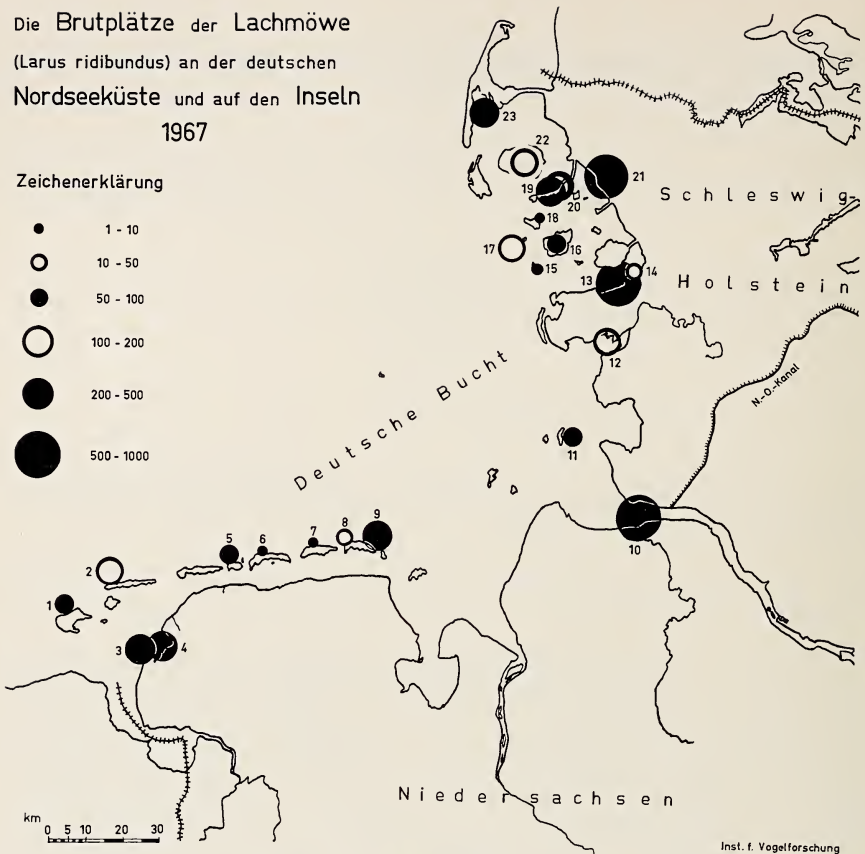 Die Brutplätze der Lachmöwe
(Larus ridibundus) an der deutschen
Nordseeküste und auf den Inseln
1967
Zeichenerklärung
1 - 10
10 - 50
50 - 100
100 - 200
200 - 500
500 - 1000
23
22
21
19
20
18
17
16
15
14
13
12
11
10
9
8
7
6
5
4
3
2
1
Schleswig-
Holstein
Deutsche Bucht
N.-O.-Kanal
Niedersachsen
km
0 5 10 20 30
Inst. f. Vogelforschung